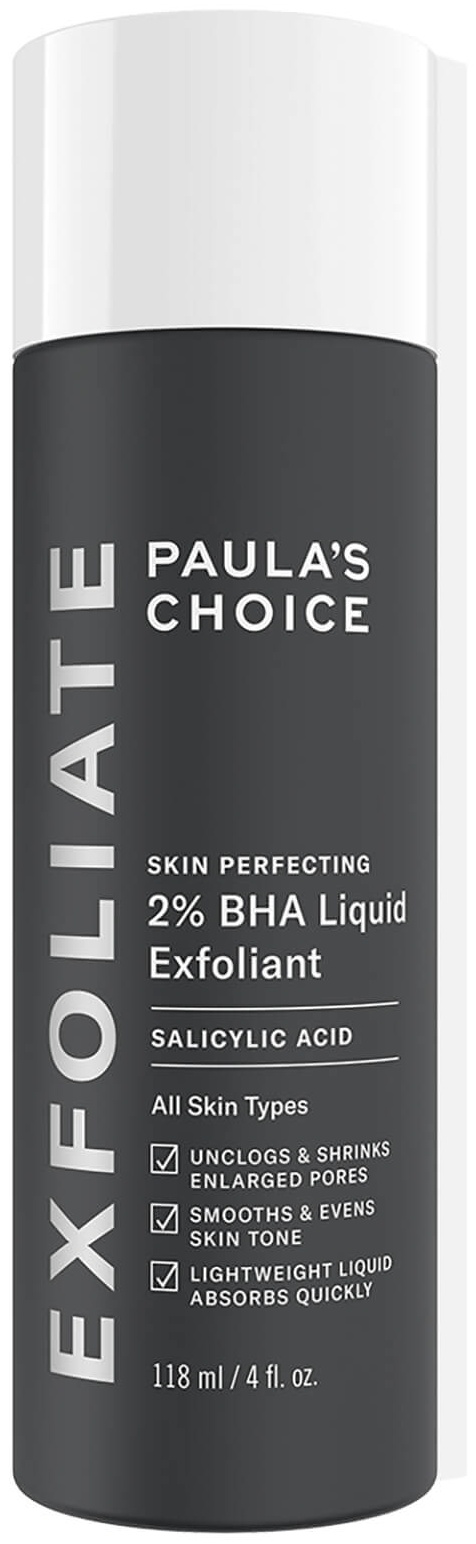 EXFOLIATE
PAULA'S
CHOICE
SKIN PERFECTING
2% BHA Liquid
Exfoliant
SALICYLIC ACID
All Skin Types
UNCLOGS & SHRINKS
ENLARGED PORES
SMOOTHS & EVENS
SKIN TONE
LIGHTWEIGHT LIQUID
ABSORBS QUICKLY
118 ml / 4 fl. oz.